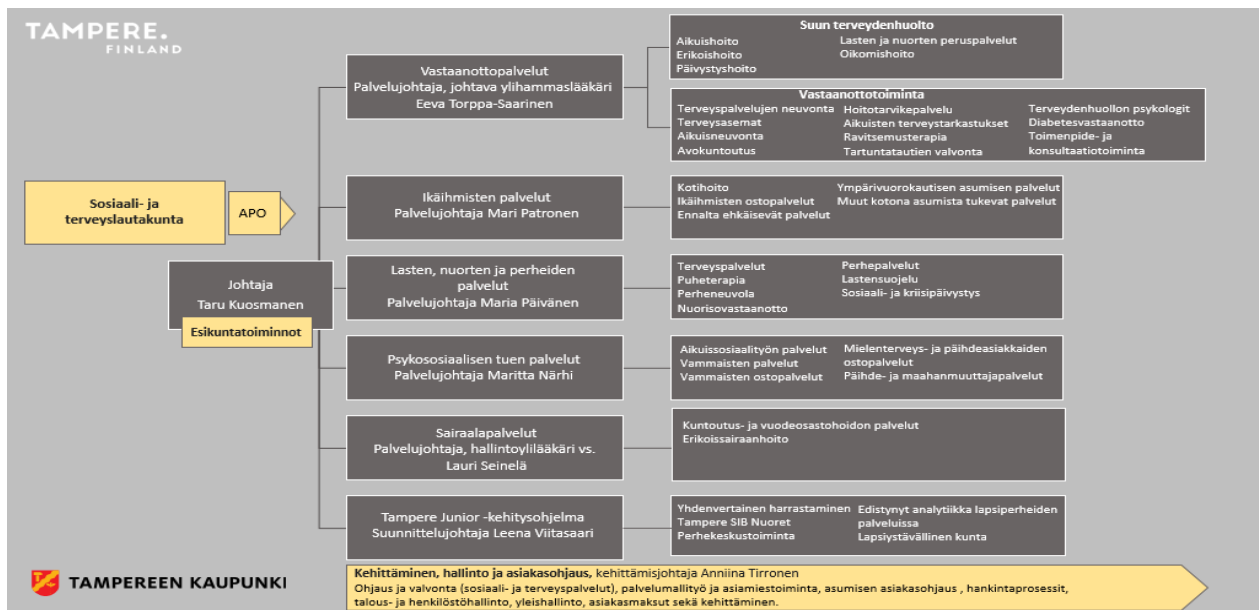 TAMPERE.
FINLAND
Sosiaali- ja
terveyslautakunta
APO
Johtaja
Taru Kuosmanen
Esikuntatoiminnot
Vastaanottopalvelut
Palvelujohtaja, johtava ylihammaslääkäri
Eeva Torppa-Saarinen
Suun terveydenhuolto
Aikuishoito
Erikoishoito
Päivystyshoito
Lasten ja nuorten peruspalvelut
Oikomishoito
Vastaanottotoiminta
Terveyspalvelujen neuvonta
Terveysasemat
Aikuisneuvonta
Avokuntoutus
Hoitotarvikepalvelu
Aikuisten terveystarkastukset
Ravitsemusterapia
Tartuntatautien valvonta
Terveydenhuollon psykologit
Diabetesvastaanotto
Toimenpide- ja
konsultaatiotoiminta
Ikäihmisten palvelut
Palvelujohtaja Mari Patronen
Kotihoito
Ikäihmisten ostopalvelut
Ennalta ehkäisevät palvelut
Ympärivuorokautisen asumisen palvelut
Muut kotona asumista tukevat palvelut
Lasten, nuorten ja perheiden
palvelut
Palvelujohtaja Maria Päivänen
Terveyspalvelut
Puheterapia
Perheneuvola
Nuorisovastaanotto
Perhepalvelut
Lastensuojelu
Sosiaali- ja kriisipäivystys
Psykososiaalisen tuen palvelut
Palvelujohtaja Maritta Närhi
Aikuissosiaalityön palvelut
Vammaisten palvelut
Vammaisten ostopalvelut
Mielenterveys- ja päihdeasiakkaiden
ostopalvelut
Päihde- ja maahanmuuttajapalvelut
Sairaalapalvelut
Palvelujohtaja, hallintoylilääkäri vs.
Lauri Seinelä
Kuntoutus- ja vuodeosastohoidon palvelut
Erikoissairaanhoito
Tampere Junior -kehitysohjelma
Suunnittelujohtaja Leena Viitasaari
Yhdenvertainen harrastaminen
Tampere SIB Nuoret
Perhekeskustoiminta
Edistynyt analytiikka lapsiperheiden
palveluissa
Lapsiystävällinen kunta
TAMPEREEN KAUPUNKI
Kehittäminen, hallinto ja asiakasohjaus, kehittämisjohtaja Anniina Tirronen
Ohjaus ja valvonta (sosiaali- ja terveyspalvelut), palvelumallityö ja asiamiestoiminta, asumisen asiakasohjaus , hankintaprosessit,
talous- ja henkilöstöhallinto, yleishallinto, asiakasmaksut sekä kehittäminen.